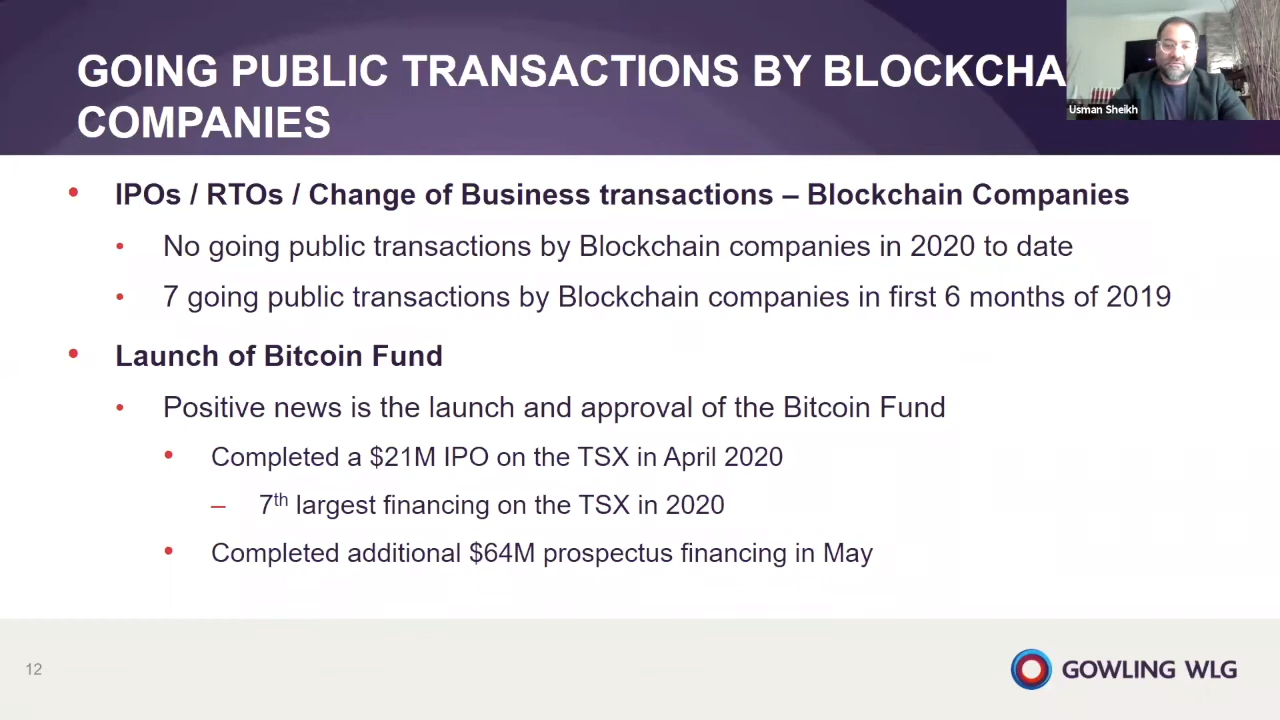 GOING PUBLIC TRANSACTIONS BY BLOCKCHA
COMPANIES
Usman Sheikh
• IPOs / RTOs / Change of Business transactions – Blockchain Companies
• No going public transactions by Blockchain companies in 2020 to date
• 7 going public transactions by Blockchain companies in first 6 months of 2019
• Launch of Bitcoin Fund
• Positive news is the launch and approval of the Bitcoin Fund
• Completed a $21M IPO on the TSX in April 2020
– 7th largest financing on the TSX in 2020
• Completed additional $64M prospectus financing in May
12
GOWLING WLG